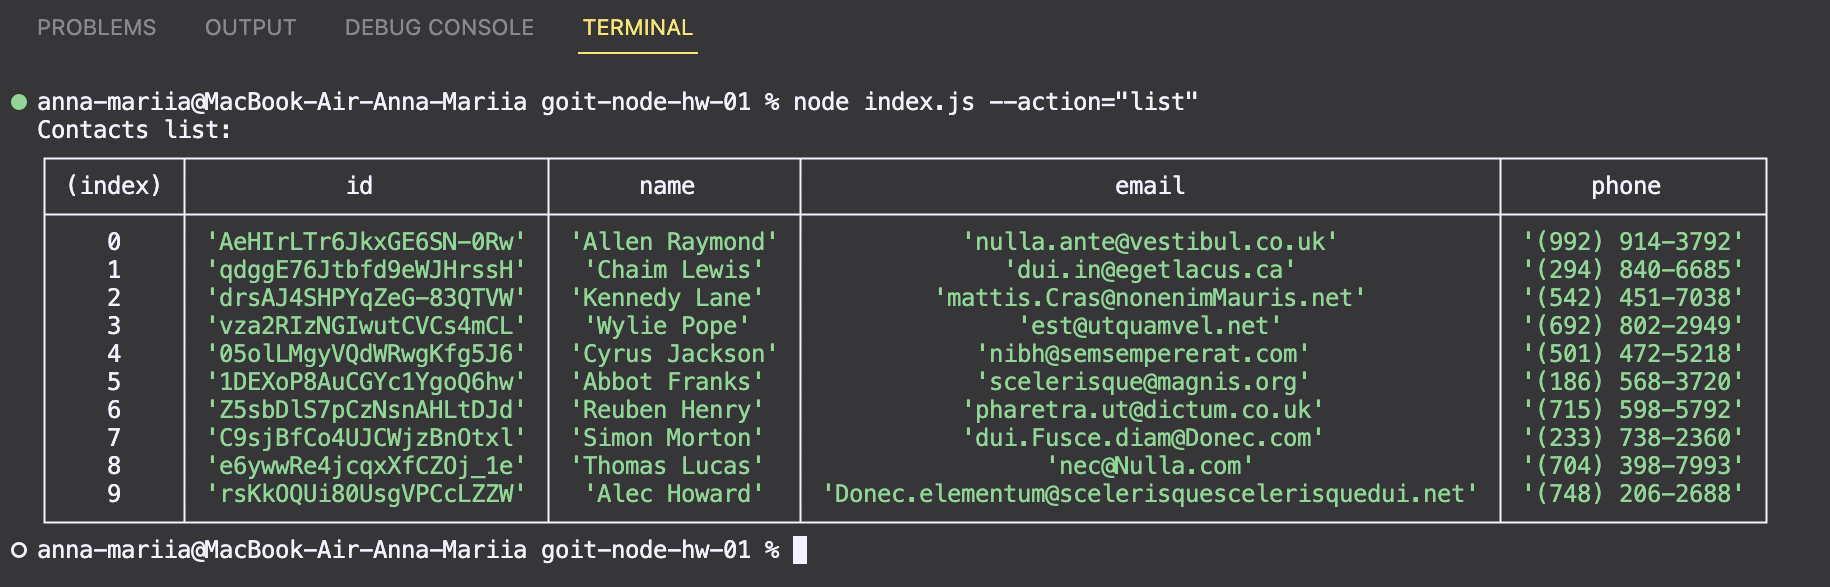 PROBLEMS OUTPUT DEBUG CONSOLE TERMINAL
anna-mariia@MacBook-Air-Anna-Mariia goit-node-hw-01 % node index.js --action="list"
Contacts list:
(index) id name email phone
0 'AeHIrLTr6JkxGE6SN-0Rw' 'Allen Raymond' 'nulla.ante@vestibul.co.uk' '(992) 914-3792'
1 'qdggE76Jtbfd9eWJHrssH' 'Chaim Lewis' 'dui.in@egetlacus.ca' '(294) 840-6685'
2 'drsAJ4SHPYqZeG-83QTVW' 'Kennedy Lane' 'mattis.Cras@nonenimMauris.net' '(542) 451-7038'
3 'vza2RIzNGIwutCVCs4mCL' 'Wylie Pope' 'est@utquamvel.net' '(692) 802-2949'
4 '05olLMgyVQdWRwgKfg5J6' 'Cyrus Jackson' 'nibh@semsempererat.com' '(501) 472-5218'
5 '1DEXoP8AuCGYc1YgoQ6hw' 'Abbot Franks' 'scelerisque@magnis.org' '(186) 568-3720'
6 'Z5sbDlS7pCzNsnAHLtDJd' 'Reuben Henry' 'pharetra.ut@dictum.co.uk' '(715) 598-5792'
7 'C9sjBfCo4UJCWjzBnOtxl' 'Simon Morton' 'dui.Fusce.diam@Donec.com' '(233) 738-2360'
8 'e6ywwRe4jcqxXfCZOj_1e' 'Thomas Lucas' 'nec@Nulla.com' '(704) 398-7993'
9 'rsKkOQUi80UsgVPCcLZZW' 'Alec Howard' 'Donec.elementum@scelerisquescelerisquedui.net' '(748) 206-2688'
anna-mariia@MacBook-Air-Anna-Mariia goit-node-hw-01 %